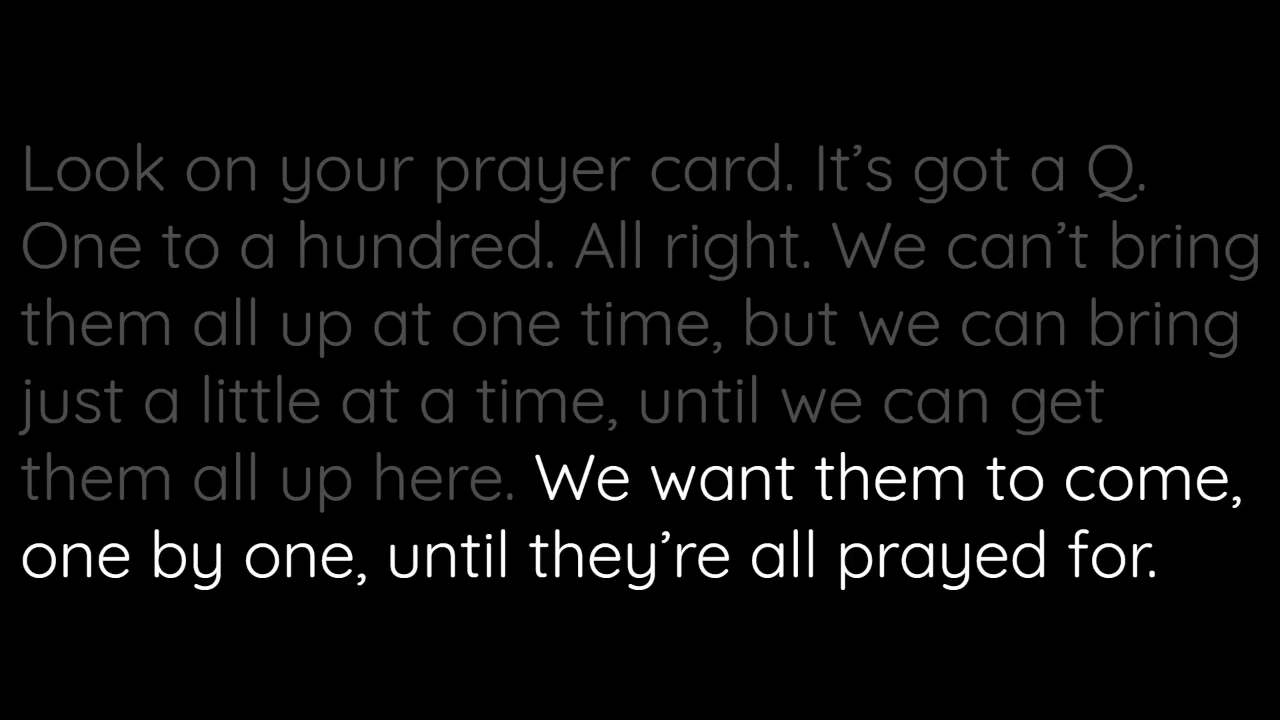 Look on your prayer card. It’s got a Q.
One to a hundred. All right. We can’t bring
them all up at one time, but we can bring
just a little at a time, until we can get
them all up here. We want them to come,
one by one, until they’re all prayed for.